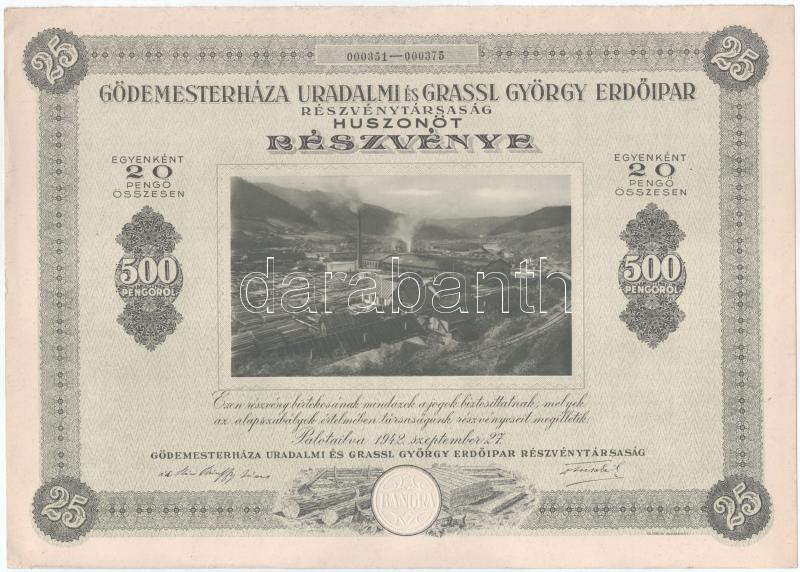 25
000351—000375
25
GÖDEMESTERHÁZA URADALMI ÉS GRASSL GYÖRGY ERDŐIPAR
RÉSZVÉNYTÁRSASÁG
HUSZONÖT
RÉSZVÉNYE
EGYENKÉNT
20
PENGŐ
ÖSSZESEN
500
PENGŐRŐL
EGYENKÉNT
20
PENGŐ
ÖSSZESEN
500
PENGŐRŐL
darabanth.com
Ezen részvény birtokosának mindazok a jogok biztosíttatnak, melyek
az alapszabályok értelmében társaságunk részvényeseit megilletik.
Palotailva 1942. szeptember 27.
GÖDEMESTERHÁZA URADALMI ÉS GRASSL GYÖRGY ERDŐIPAR RÉSZVÉNYTÁRSASÁG
25
25